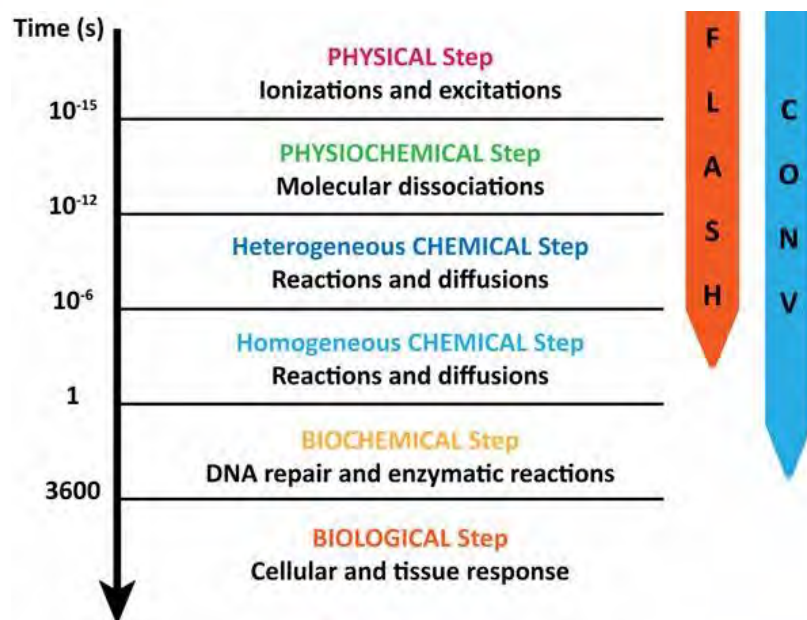 Time (s)
PHYSICAL Step
Ionizations and excitations
10-15
PHYSIOCHEMICAL Step
Molecular dissociations
10-12
Heterogeneous CHEMICAL Step
Reactions and diffusions
10-6
Homogeneous CHEMICAL Step
Reactions and diffusions
1
BIOCHEMICAL Step
DNA repair and enzymatic reactions
3600
BIOLOGICAL Step
Cellular and tissue response
FLASH
CONV